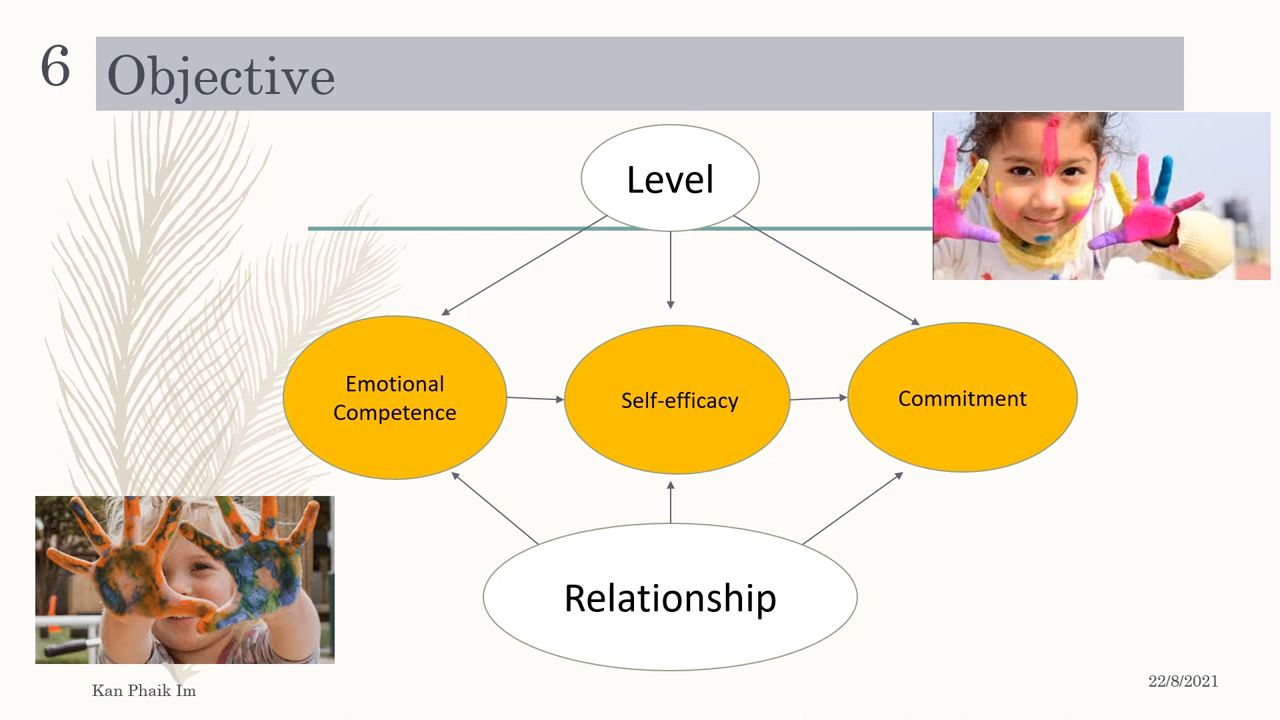 6
Objective
Level
Emotional
Competence
Self-efficacy
Commitment
Relationship
Kan Phaik Im
22/8/2021